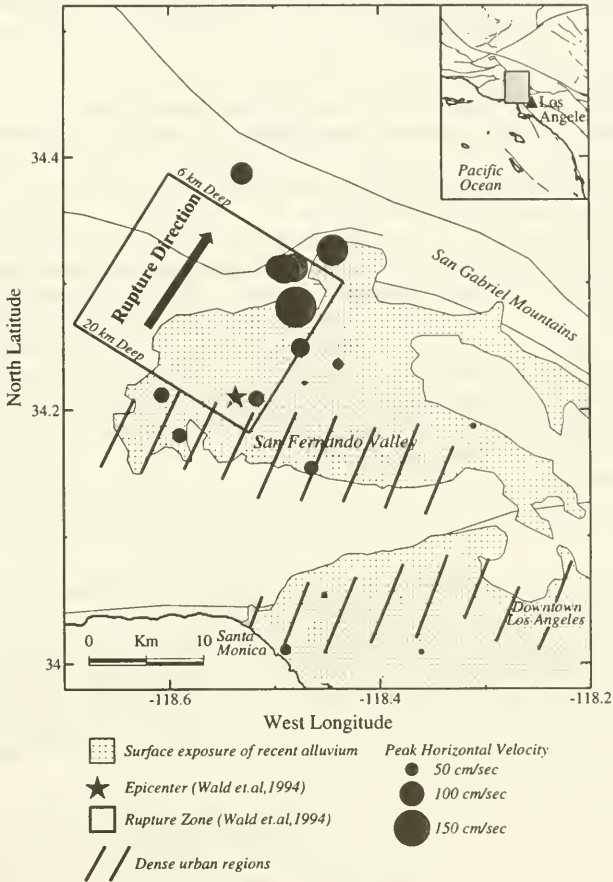 Los
Angele
Pacific
Ocean
34.4
6 km Deep
Rupture Direction
San Gabriel Mountains
North Latitude
20 km Deep
34.2
San Fernando Valley
Downtown
Los Angeles
0 Km 10
Santa
Monica
34
-118.6 -118.4 -118.2
West Longitude
Surface exposure of recent alluvium
Epicenter (Wald et.al,1994)
Rupture Zone (Wald et.al,1994)
Dense urban regions
Peak Horizontal Velocity
50 cm/sec
100 cm/sec
150 cm/sec